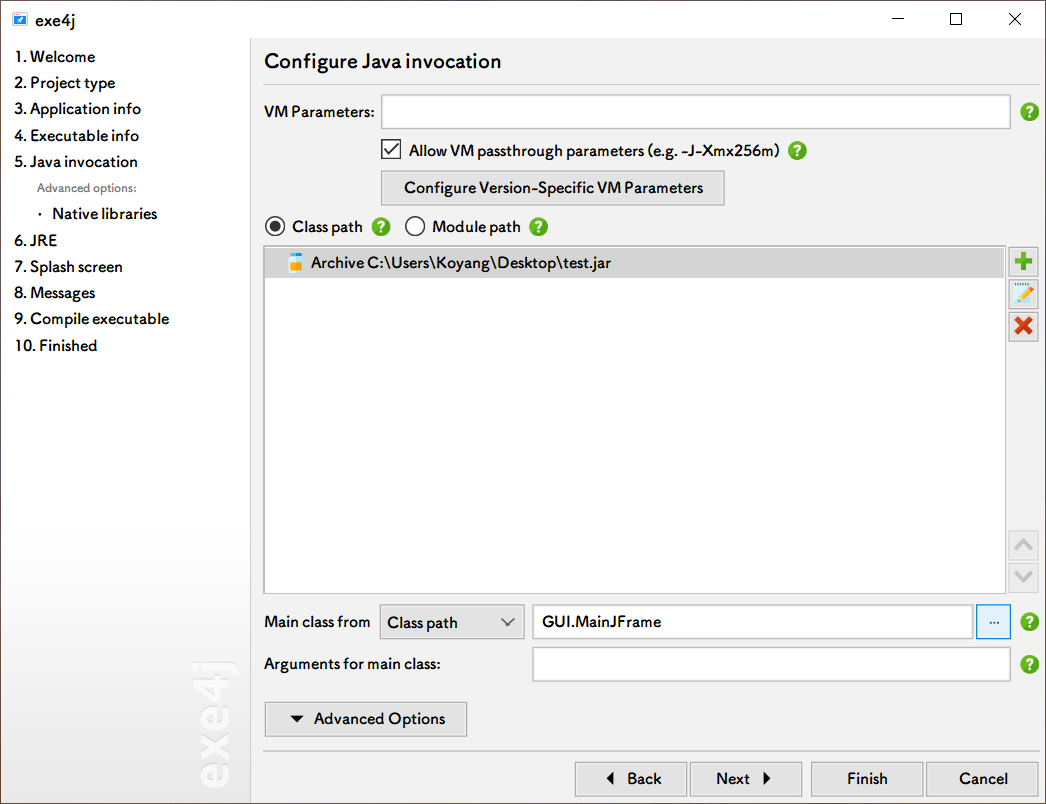 exe4j
1. Welcome
2. Project type
3. Application info
4. Executable info
5. Java invocation
Advanced options:
· Native libraries
6. JRE
7. Splash screen
8. Messages
9. Compile executable
10. Finished
exe4j
Configure Java invocation
VM Parameters:
Allow VM passthrough parameters (e.g. -J-Xmx256m)
Configure Version-Specific VM Parameters
Class path Module path
Archive C:\Users\Koyang\Desktop\test.jar
Main class from Class path GUI.MainJFrame ...
Arguments for main class:
Advanced Options
Back Next Finish Cancel